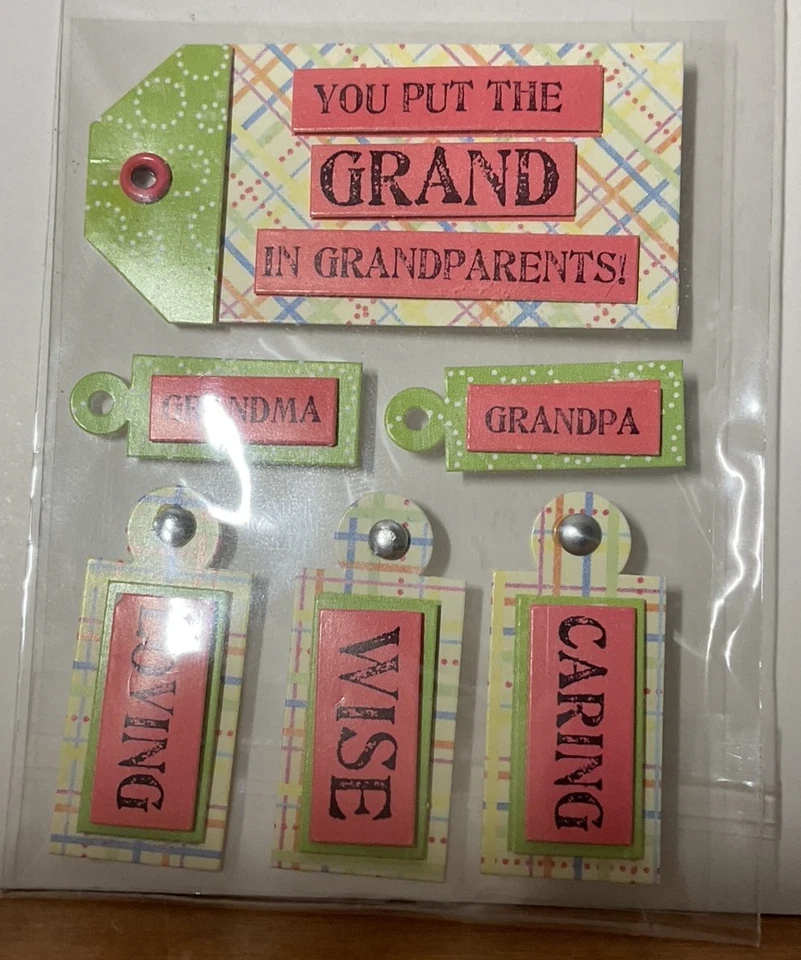 YOU PUT THE
GRAND
IN GRANDPARENTS!
GRANDMA
GRANDPA
LOVING
WISE
CARING